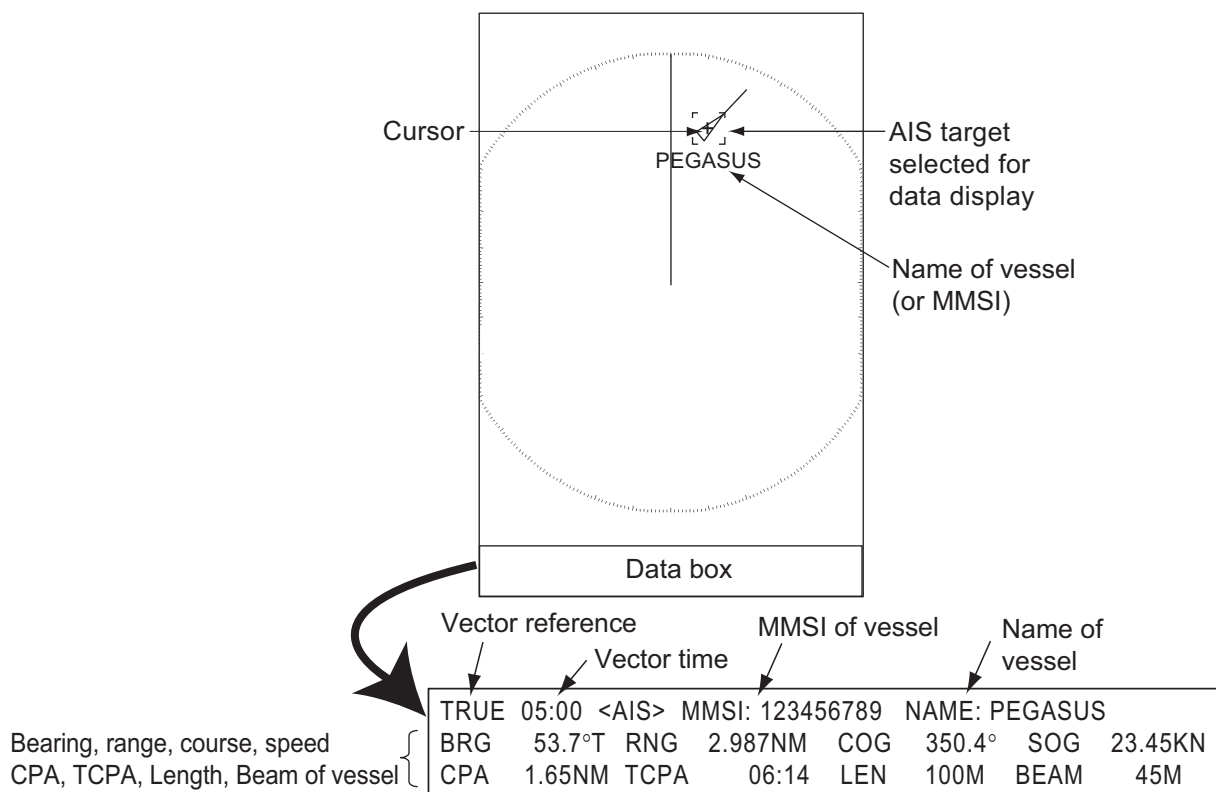 Cursor
PEGASUS
AIS target
selected for
data display
Name of vessel
(or MMSI)
Data box
Vector reference
Vector time
MMSI of vessel
Name of
vessel
TRUE 05:00 <AIS> MMSI: 123456789 NAME: PEGASUS
Bearing, range, course, speed
BRG 53.7°T RNG 2.987NM COG 350.4° SOG 23.45KN
CPA, TCPA, Length, Beam of vessel
CPA 1.65NM TCPA 06:14 LEN 100M BEAM 45M